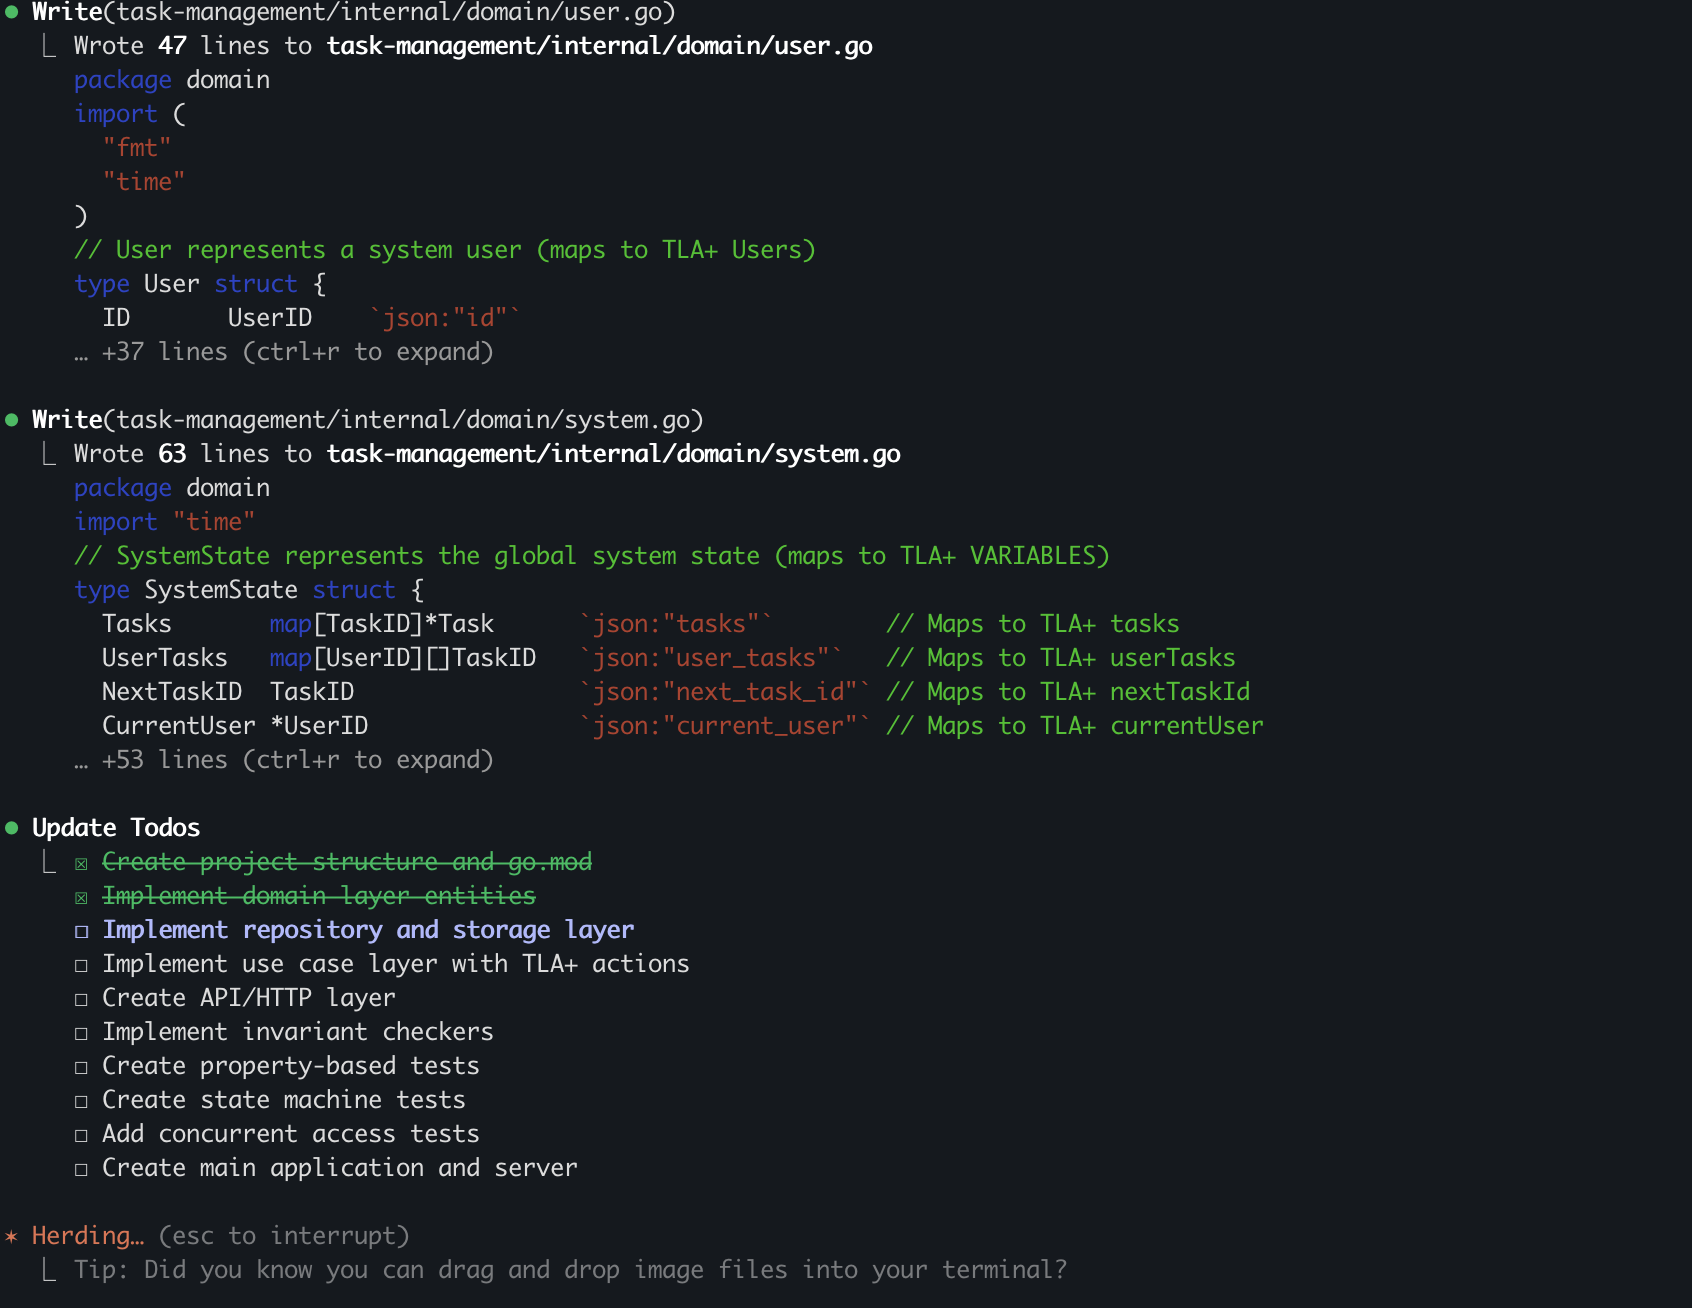 ● Write(task-management/internal/domain/user.go)
⎿ Wrote 47 lines to task-management/internal/domain/user.go
package domain
import (
"fmt"
"time"
)
// User represents a system user (maps to TLA+ Users)
type User struct {
ID       UserID    `json:"id"`
… +37 lines (ctrl+r to expand)
● Write(task-management/internal/domain/system.go)
⎿ Wrote 63 lines to task-management/internal/domain/system.go
package domain
import "time"
// SystemState represents the global system state (maps to TLA+ VARIABLES)
type SystemState struct {
Tasks       map[TaskID]*Task      `json:"tasks"`        // Maps to TLA+ tasks
UserTasks   map[UserID][]TaskID   `json:"user_tasks"`   // Maps to TLA+ userTasks
NextTaskID  TaskID                `json:"next_task_id"` // Maps to TLA+ nextTaskId
CurrentUser *UserID               `json:"current_user"` // Maps to TLA+ currentUser
… +53 lines (ctrl+r to expand)
● Update Todos
⎿ ☒ Create project structure and go.mod
☒ Implement domain layer entities
☐ Implement repository and storage layer
☐ Implement use case layer with TLA+ actions
☐ Create API/HTTP layer
☐ Implement invariant checkers
☐ Create property-based tests
☐ Create state machine tests
☐ Add concurrent access tests
☐ Create main application and server
✶ Herding… (esc to interrupt)
⎿ Tip: Did you know you can drag and drop image files into your terminal?